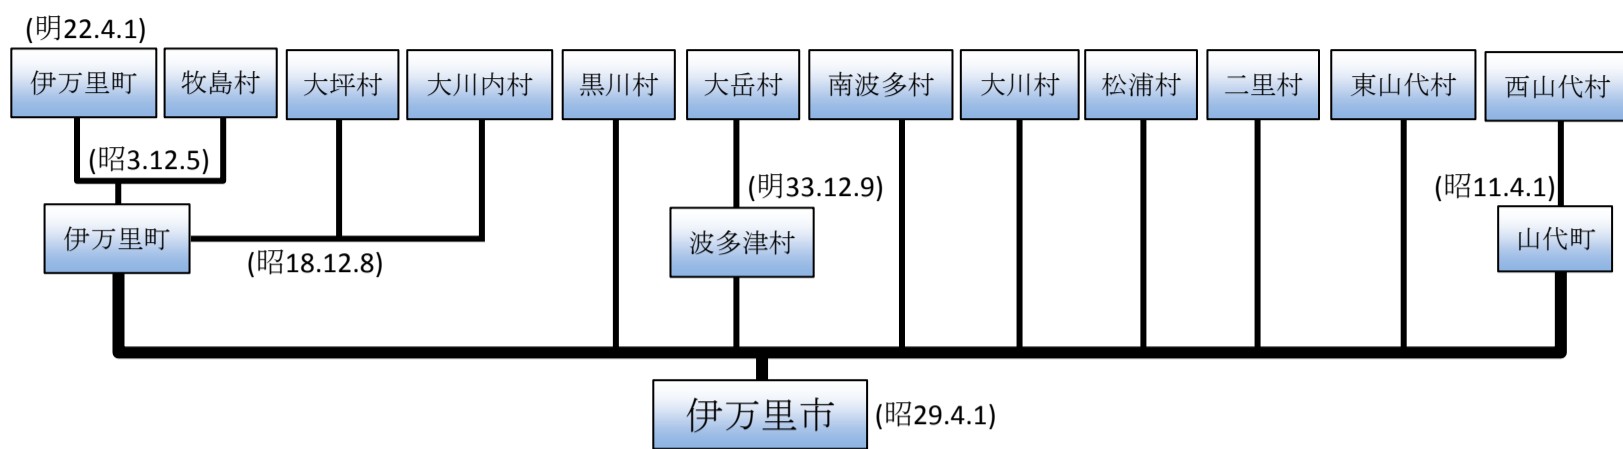 (明22.4.1)
伊万里町
牧島村
大坪村
大川内村
黒川村
大岳村
南波多村
大川村
松浦村
二里村
東山代村
西山代村
(昭3.12.5)
(明33.12.9)
(昭11.4.1)
伊万里町
(昭18.12.8)
波多津村
山代町
伊万里市
(昭29.4.1)